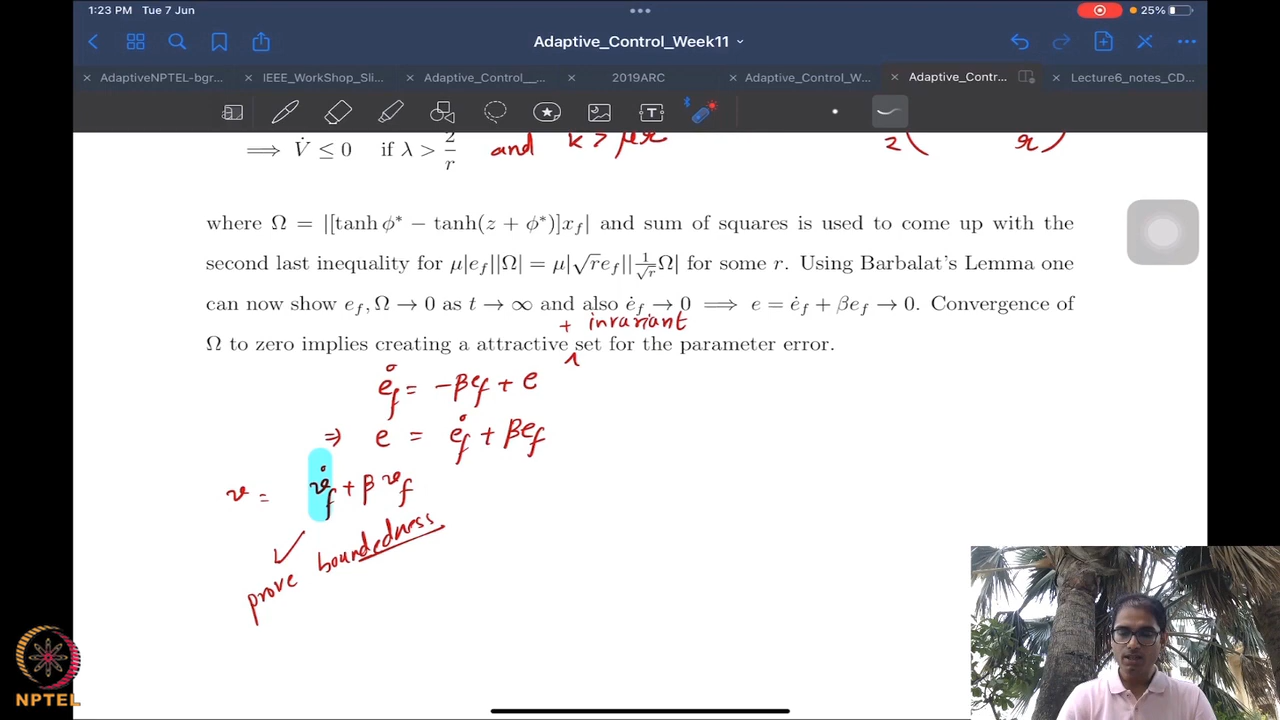 1:23 PM Tue 7 Jun
25%
Adaptive_Control_Week11
AdaptiveNPTEL-bgr... IEEE_WorkShop_Sli... Adaptive_Control__... 2019ARC Adaptive_Control_W... Adaptive_Contr... Lecture6_notes_CD...
⟹ V̇ ≤ 0 if λ > 2/r and k > μr
where Ω = |[tanh ϕ* − tanh(z + ϕ*)]x_f| and sum of squares is used to come up with the
second last inequality for μ|e_f||Ω| = μ|√r e_f||1/√r Ω| for some r. Using Barbalat's Lemma one
can now show e_f, Ω → 0 as t → ∞ and also ė_f → 0 ⟹ e = ė_f + βe_f → 0. Convergence of
+ invariant
Ω to zero implies creating a attractive set for the parameter error.
ė_f = -βe_f + e
⇒ e = ė_f + βe_f
v = v̇_f + β v_f
prove boundedness
NPTEL